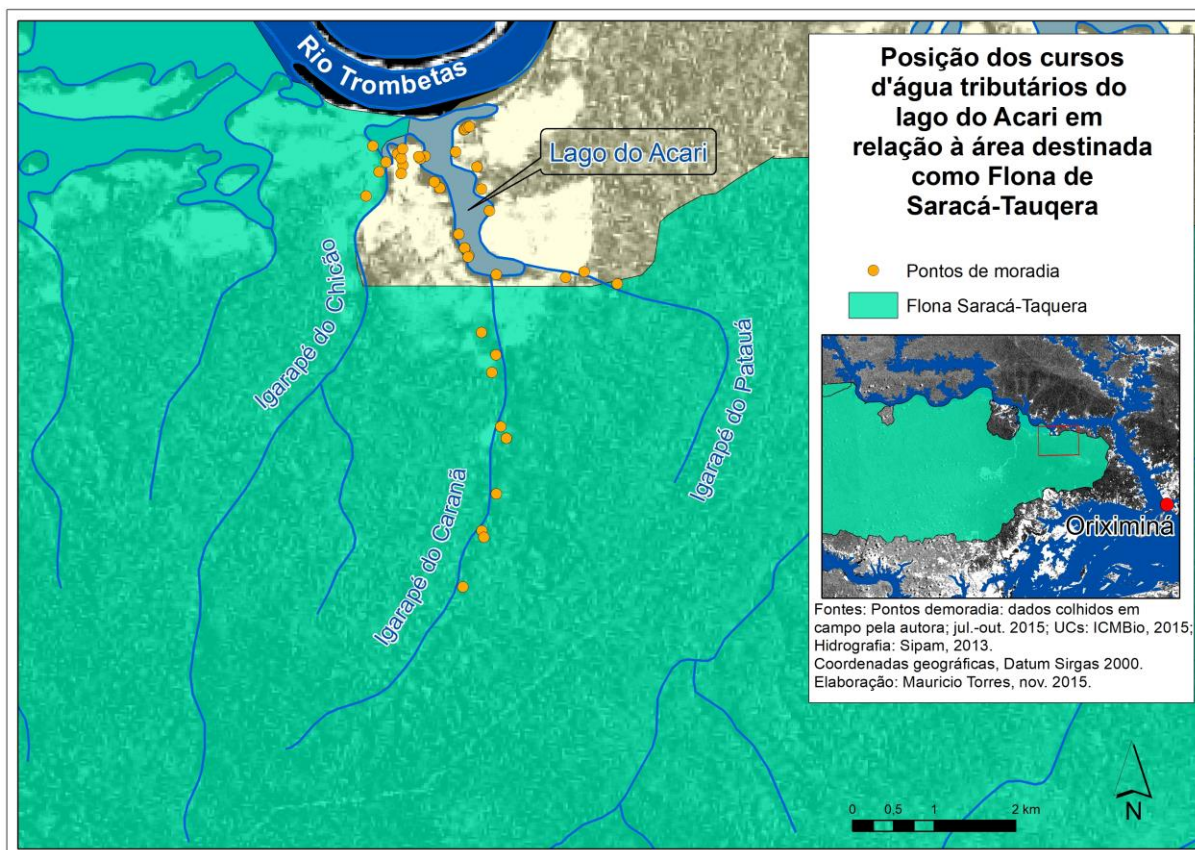 Rio Trombetas
Lago do Acari
Igarapé do Chicão
Igarapé do Caranã
Igarapé do Patauá
Posição dos cursos
d'água tributários do
lago do Acari em
relação à área destinada
como Flona de
Saracá-Tauqera
Pontos de moradia
Flona Saracá-Taquera
Oriximiná
Fontes: Pontos demoradia: dados colhidos em
campo pela autora; jul.-out. 2015; UCs: ICMBio, 2015;
Hidrografia: Sipam, 2013.
Coordenadas geográficas, Datum Sirgas 2000.
Elaboração: Mauricio Torres, nov. 2015.
0 0,5 1 2 km
N